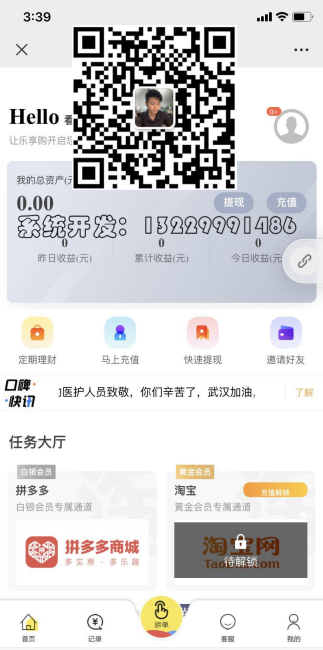 3:39
Hello
让乐享购开启
我的总资产(元
0.00
提现
充值
系统开发：13229991486
0
0
0
昨日收益(元)
累计收益(元)
今日收益(元
定期理财
马上充值
快速提现
邀请好友
口碑
快讯
医护人员致敬，你们辛苦了，武汉加油，
了解
任务大厅
白银会员
拼多多
白银会员专属通道
拼多多商城
多实惠·多乐趣
黄金会员
淘宝
充值解锁
黄金会员专属通道
淘宝网
待解锁
首页
记录
拼单
客服
我的